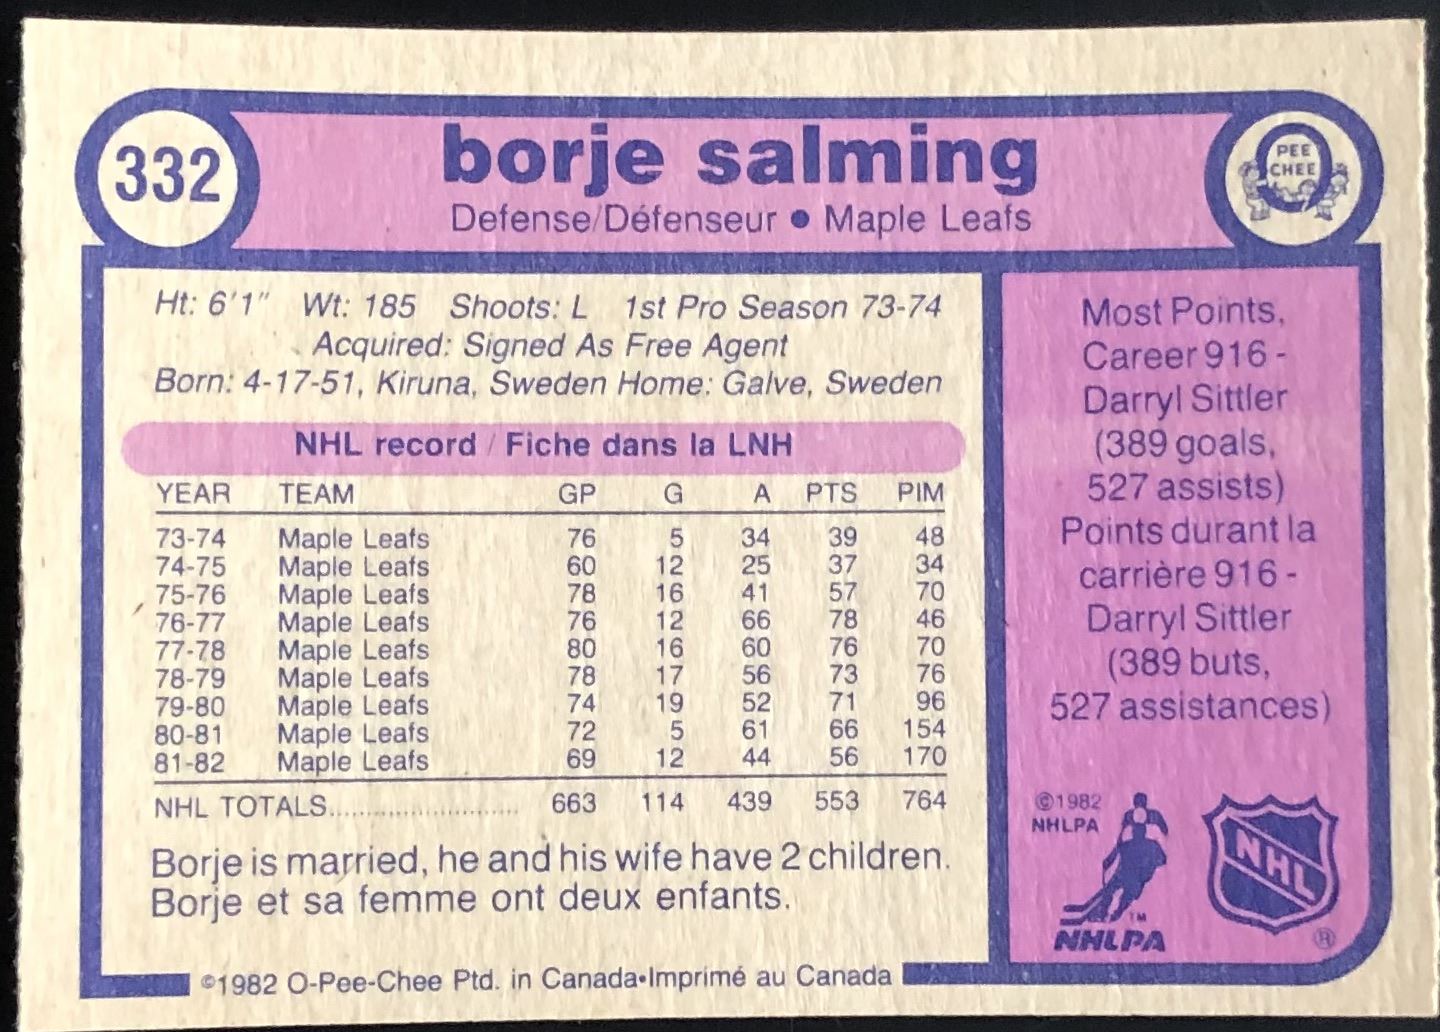 332
borje salming
PEE
CHEE
Defense/Défenseur • Maple Leafs
Ht: 6'1" Wt: 185 Shoots: L 1st Pro Season 73-74
Acquired: Signed As Free Agent
Born: 4-17-51, Kiruna, Sweden Home: Galve, Sweden
NHL record / Fiche dans la LNH
YEAR TEAM GP G A PTS PIM
73-74 Maple Leafs 76 5 34 39 48
74-75 Maple Leafs 60 12 25 37 34
75-76 Maple Leafs 78 16 41 57 70
76-77 Maple Leafs 76 12 66 78 46
77-78 Maple Leafs 80 16 60 76 70
78-79 Maple Leafs 78 17 56 73 76
79-80 Maple Leafs 74 19 52 71 96
80-81 Maple Leafs 72 5 61 66 154
81-82 Maple Leafs 69 12 44 56 170
NHL TOTALS........................ 663 114 439 553 764
Borje is married, he and his wife have 2 children.
Borje et sa femme ont deux enfants.
©1982 O-Pee-Chee Ptd. in Canada•Imprimé au Canada
Most Points,
Career 916 -
Darryl Sittler
(389 goals,
527 assists)
Points durant la
carrière 916 -
Darryl Sittler
(389 buts,
527 assistances)
©1982
NHLPA
TM
NHLPA
NHL
®